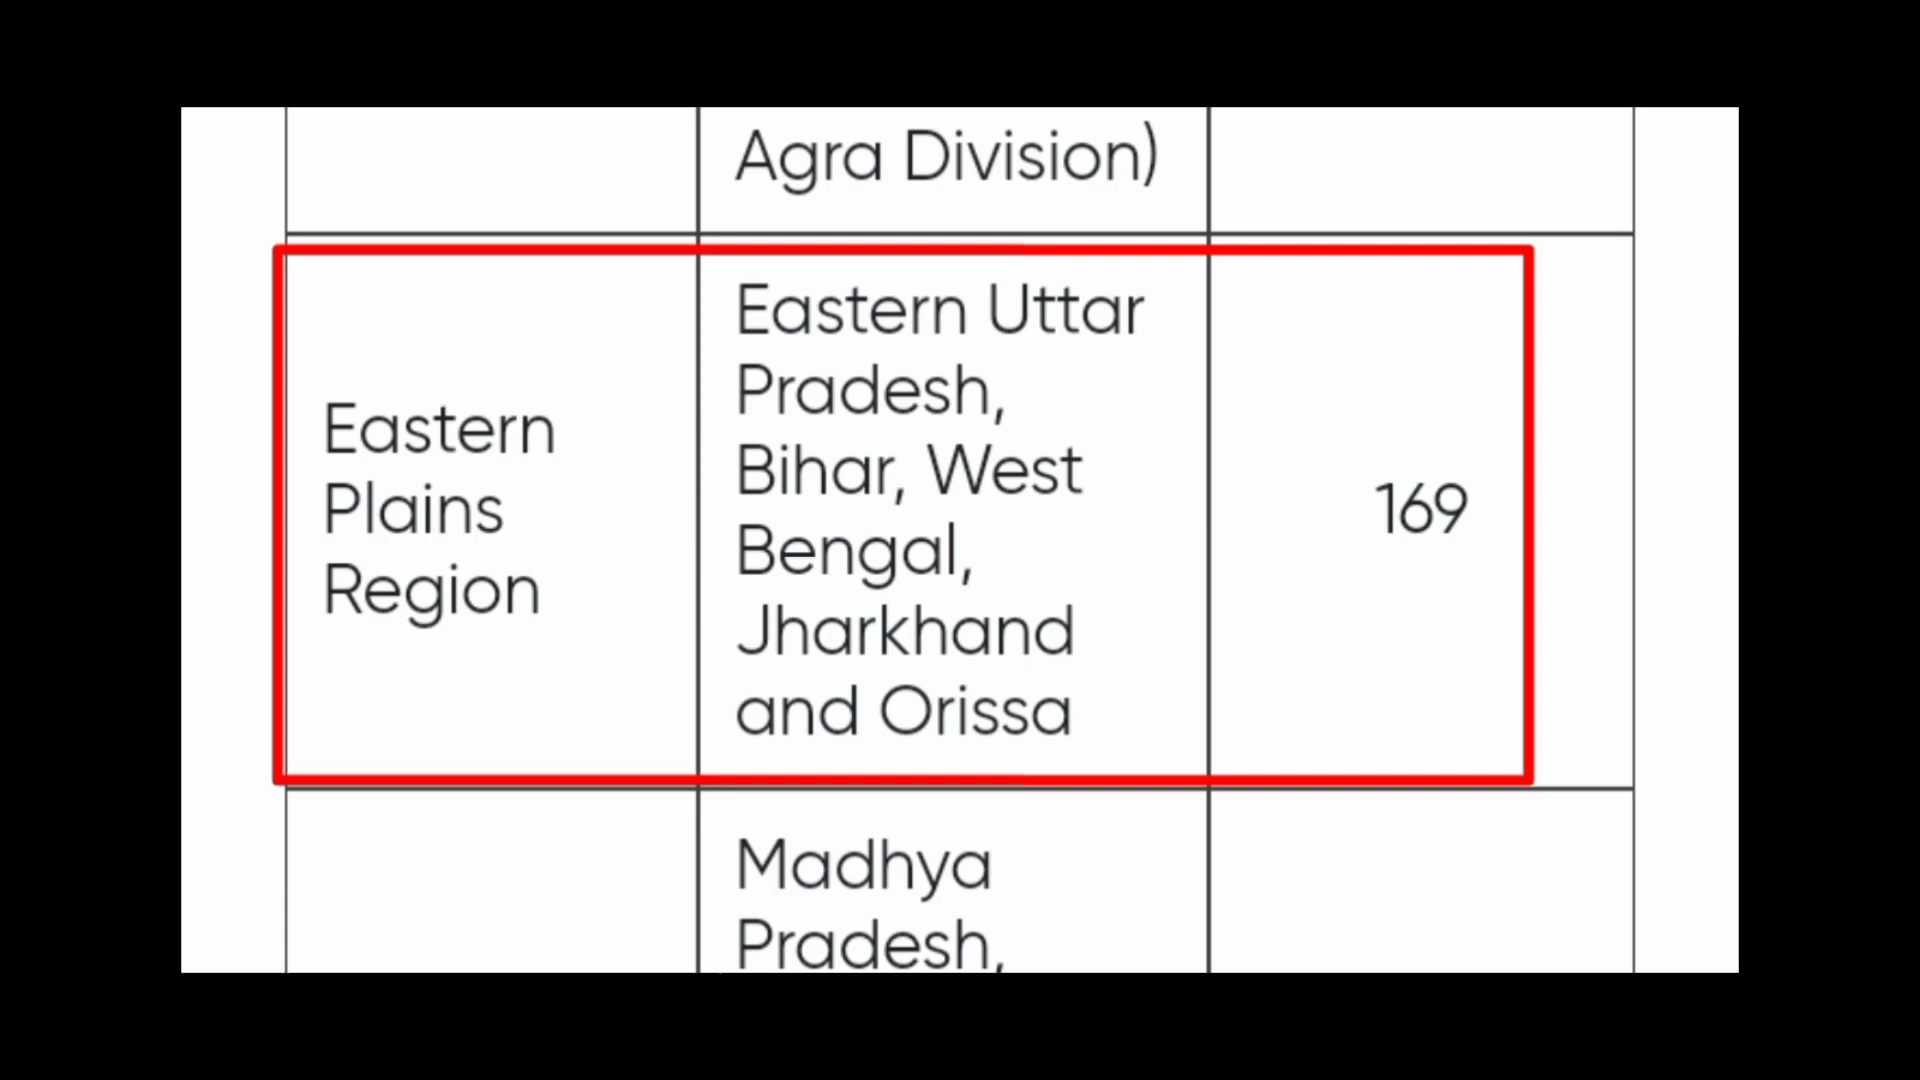 Agra Division)
Eastern
Plains
Region
Eastern Uttar
Pradesh,
Bihar, West
Bengal,
Jharkhand
and Orissa
169
Madhya
Pradesh,